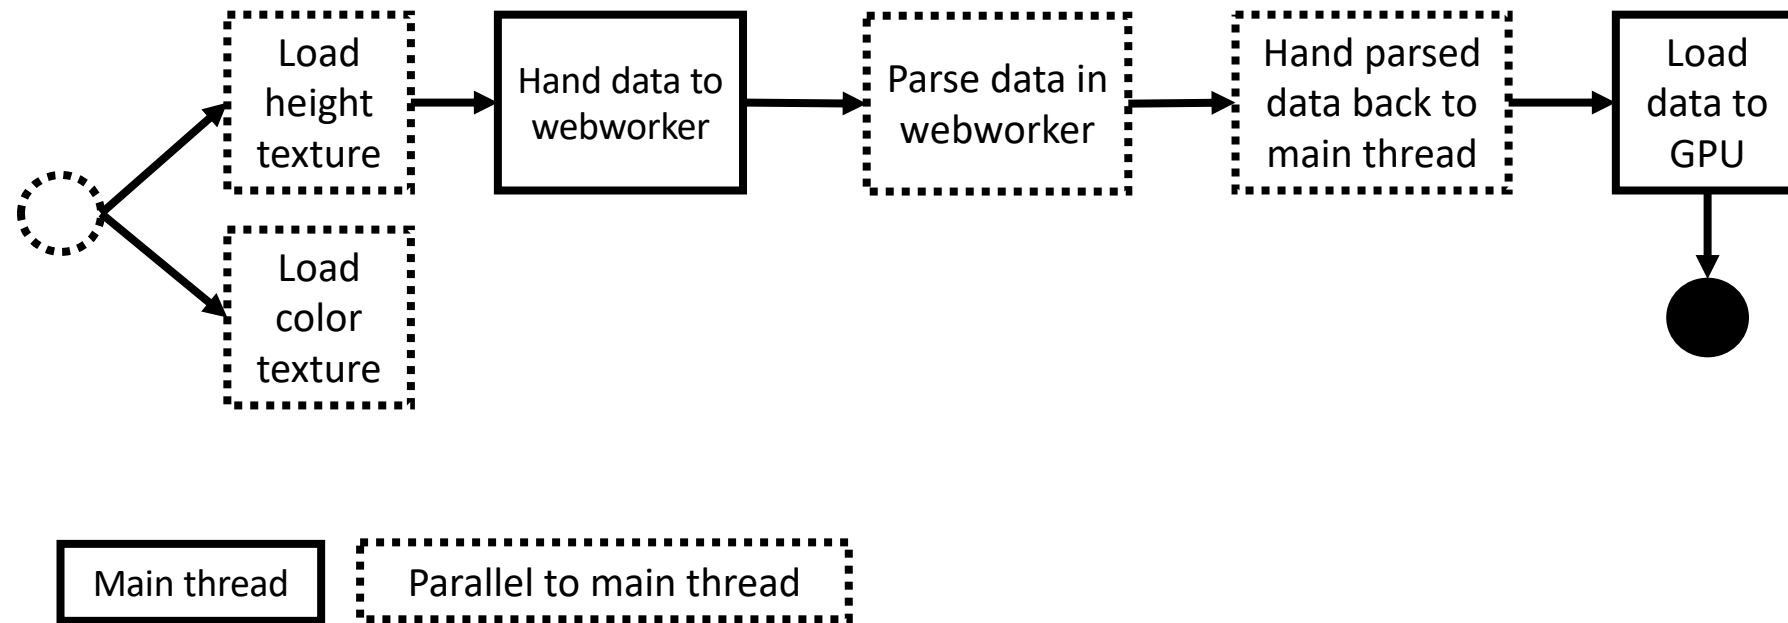 Load
height
texture
Hand data to
webworker
Parse data in
webworker
Hand parsed
data back to
main thread
Load
data to
GPU
Load
color
texture
Main thread
Parallel to main thread